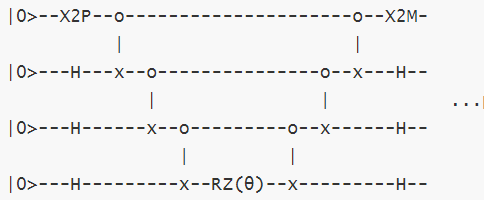 |0>--X2P--o----------------------o--X2M-
          |                      |
|0>---H---x--o----------------o--x---H--
             |                |          ...
|0>---H------x--o----------o--x------H--
                |          |
|0>---H---------x--RZ(θ)--x---------H--